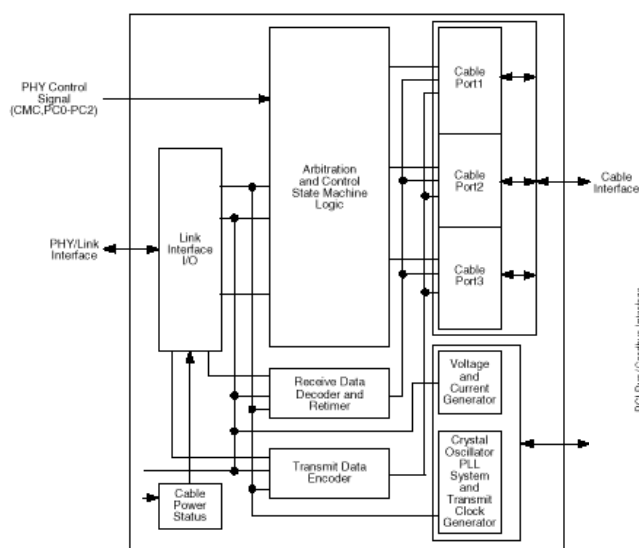 PHY Control
Signal
(CMC,PC0-PC2)
Arbitration
and Control
State Machine
Logic
Cable
Port1
Cable
Port2
Cable
Port3
Cable
Interface
PHY/Link
Interface
Link
Interface
I/O
Receive Data
Decoder and
Retimer
Transmit Data
Encoder
Cable
Power
Status
Voltage
and
Current
Generator
Crystal
Oscillator
PLL
System
and
Transmit
Clock
Generator